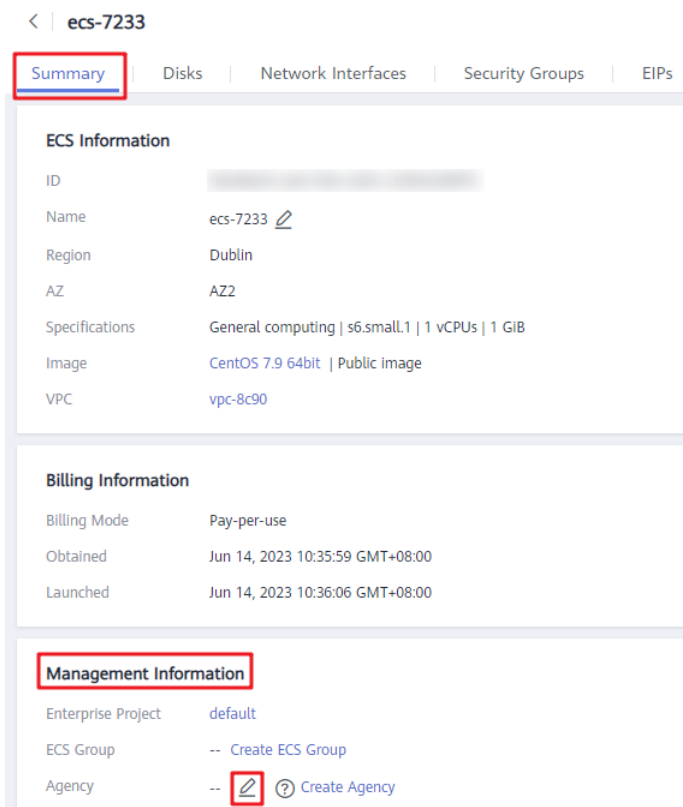 ecs-7233
Summary Disks Network Interfaces Security Groups EIPs
ECS Information
ID
Name ecs-7233
Region Dublin
AZ AZ2
Specifications General computing | s6.small.1 | 1 vCPUs | 1 GiB
Image CentOS 7.9 64bit | Public image
VPC vpc-8c90
Billing Information
Billing Mode Pay-per-use
Obtained Jun 14, 2023 10:35:59 GMT+08:00
Launched Jun 14, 2023 10:36:06 GMT+08:00
Management Information
Enterprise Project default
ECS Group -- Create ECS Group
Agency -- ? Create Agency